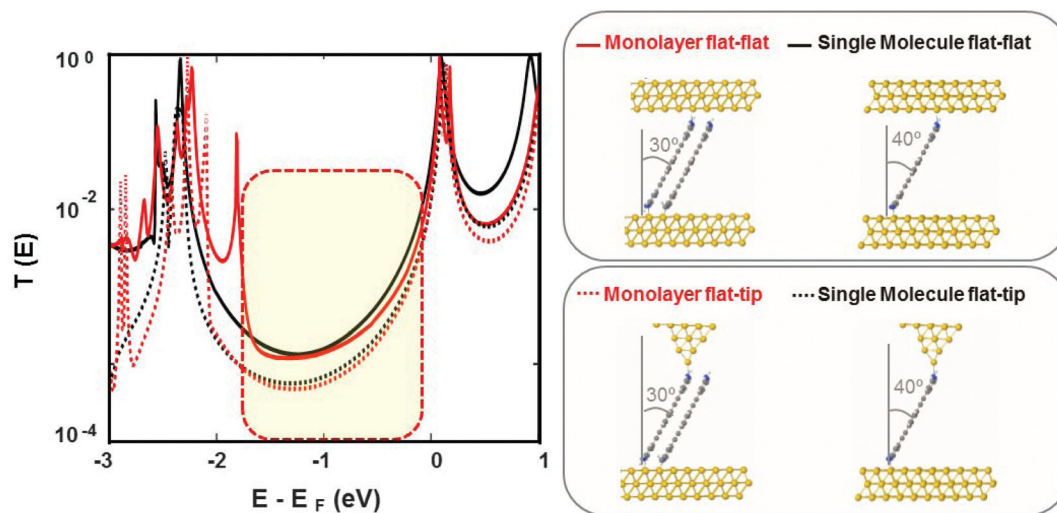 10⁰
10⁻²
10⁻⁴
T (E)
-3
-2
-1
0
1
E - E F (eV)
Monolayer flat-flat
Single Molecule flat-flat
30º
40º
Monolayer flat-tip
Single Molecule flat-tip
30º
40º